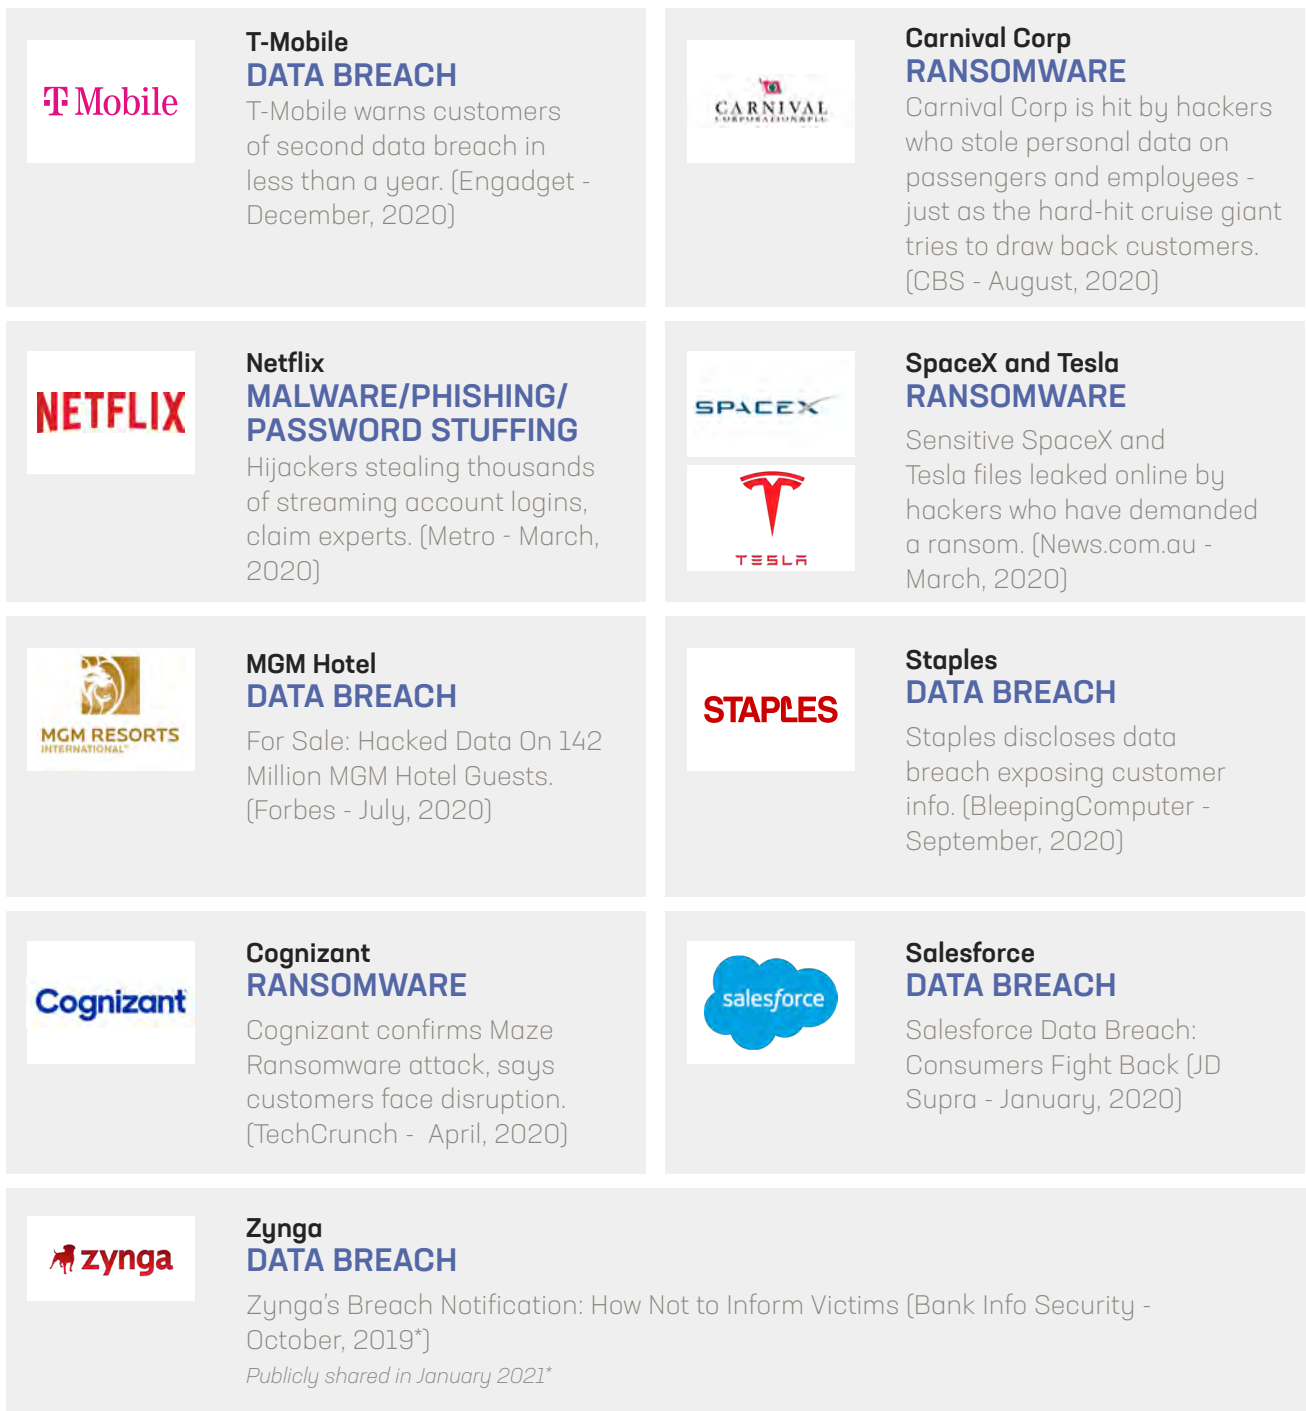 T Mobile
T-Mobile
DATA BREACH
T-Mobile warns customers
of second data breach in
less than a year. (Engadget -
December, 2020)
CARNIVAL
CORPORATION&PLC
Carnival Corp
RANSOMWARE
Carnival Corp is hit by hackers
who stole personal data on
passengers and employees -
just as the hard-hit cruise giant
tries to draw back customers.
(CBS - August, 2020)
NETFLIX
Netflix
MALWARE/PHISHING/
PASSWORD STUFFING
Hijackers stealing thousands
of streaming account logins,
claim experts. (Metro - March,
2020)
SPACEX
TESLA
SpaceX and Tesla
RANSOMWARE
Sensitive SpaceX and
Tesla files leaked online by
hackers who have demanded
a ransom. (News.com.au -
March, 2020)
MGM RESORTS
INTERNATIONAL™
MGM Hotel
DATA BREACH
For Sale: Hacked Data On 142
Million MGM Hotel Guests.
(Forbes - July, 2020)
STAPLES
Staples
DATA BREACH
Staples discloses data
breach exposing customer
info. (BleepingComputer -
September, 2020)
Cognizant
Cognizant
RANSOMWARE
Cognizant confirms Maze
Ransomware attack, says
customers face disruption.
(TechCrunch - April, 2020)
salesforce
Salesforce
DATA BREACH
Salesforce Data Breach:
Consumers Fight Back (JD
Supra - January, 2020)
zynga
Zynga
DATA BREACH
Zynga's Breach Notification: How Not to Inform Victims (Bank Info Security -
October, 2019*)
Publicly shared in January 2021*